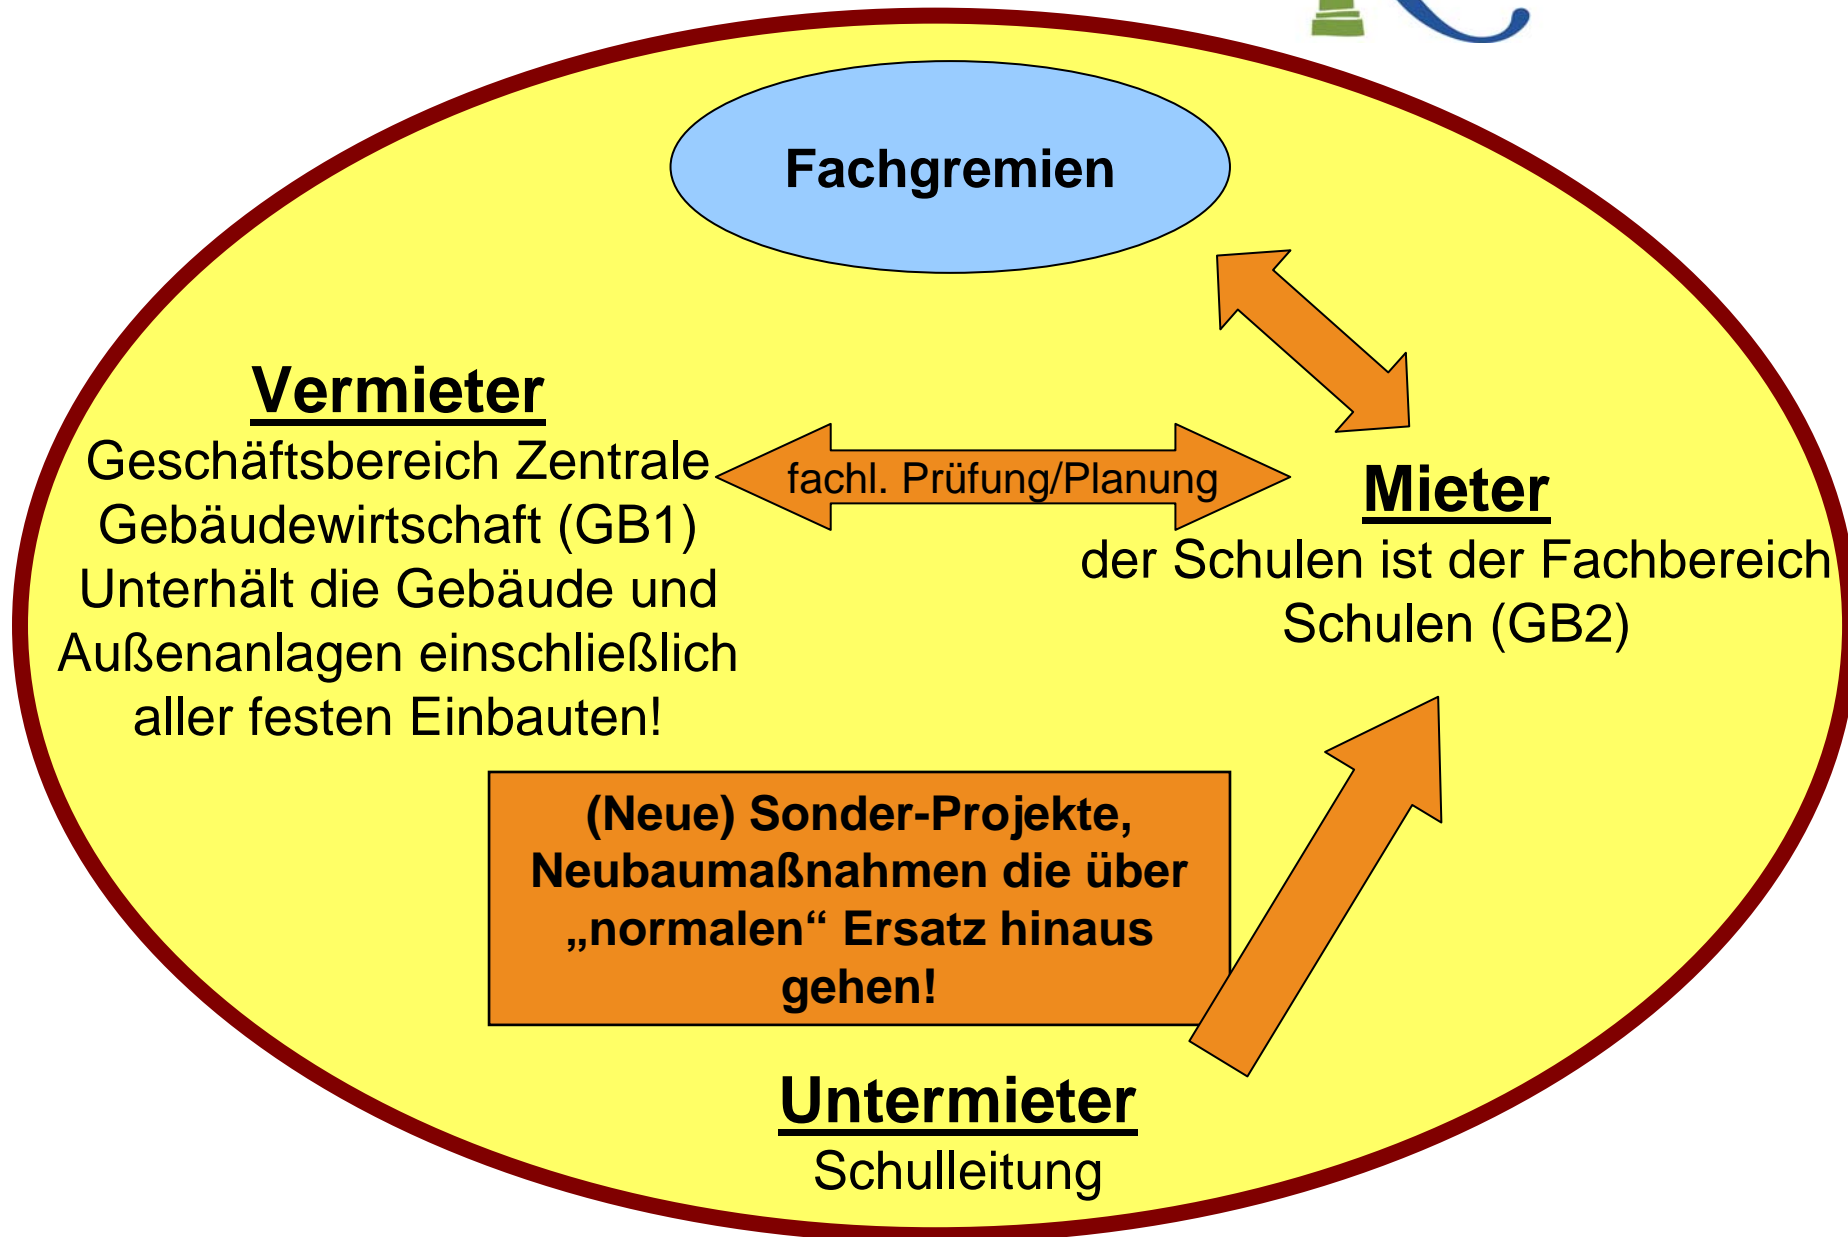 Fachgremien
Vermieter
Geschäftsbereich Zentrale
Gebäudewirtschaft (GB1)
Unterhält die Gebäude und
Außenanlagen einschließlich
aller festen Einbauten!
fachl. Prüfung/Planung
Mieter
der Schulen ist der Fachbereich
Schulen (GB2)
(Neue) Sonder-Projekte,
Neubaumaßnahmen die über
„normalen“ Ersatz hinaus
gehen!
Untermieter
Schulleitung